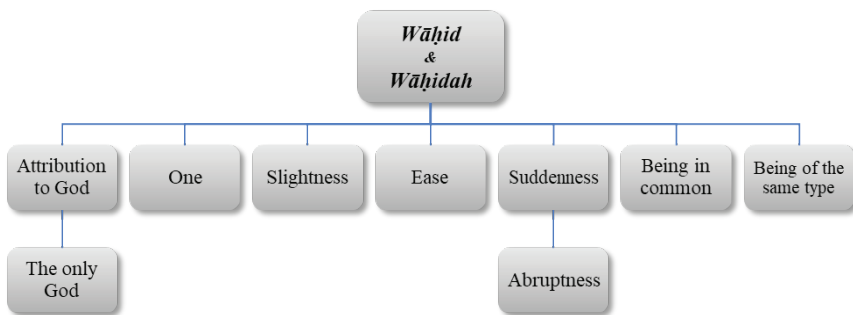 Wāḥid
&
Wāḥidah
Attribution
to God
One
Slightness
Ease
Suddenness
Being in
common
Being of the
same type
The only
God
Abruptness